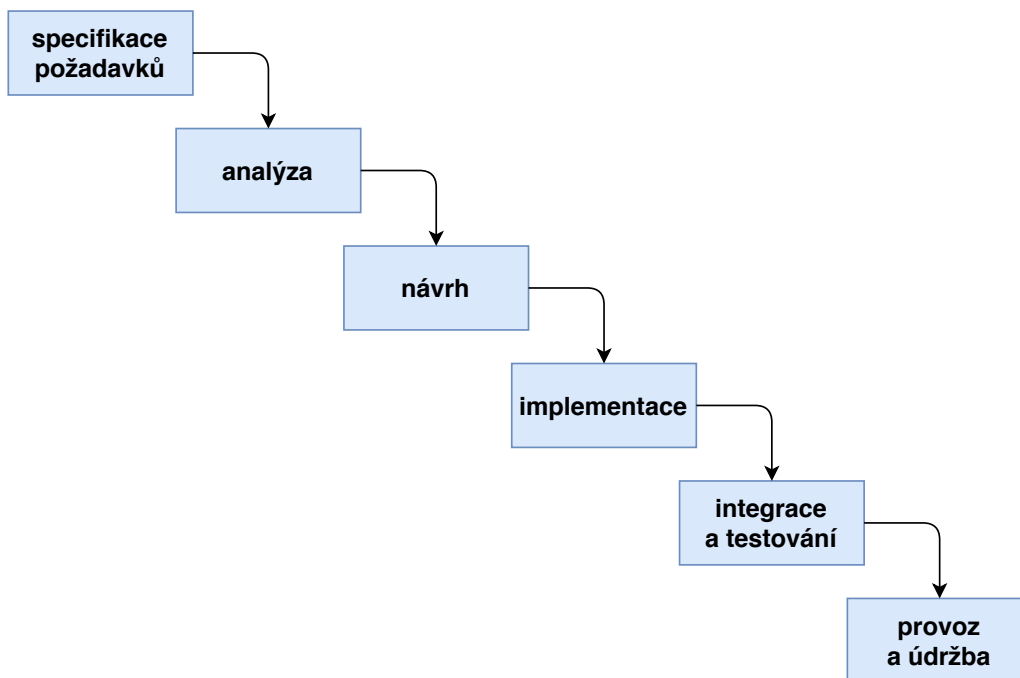 specifikace
požadavků
analýza
návrh
implementace
integrace
a testování
provoz
a údržba